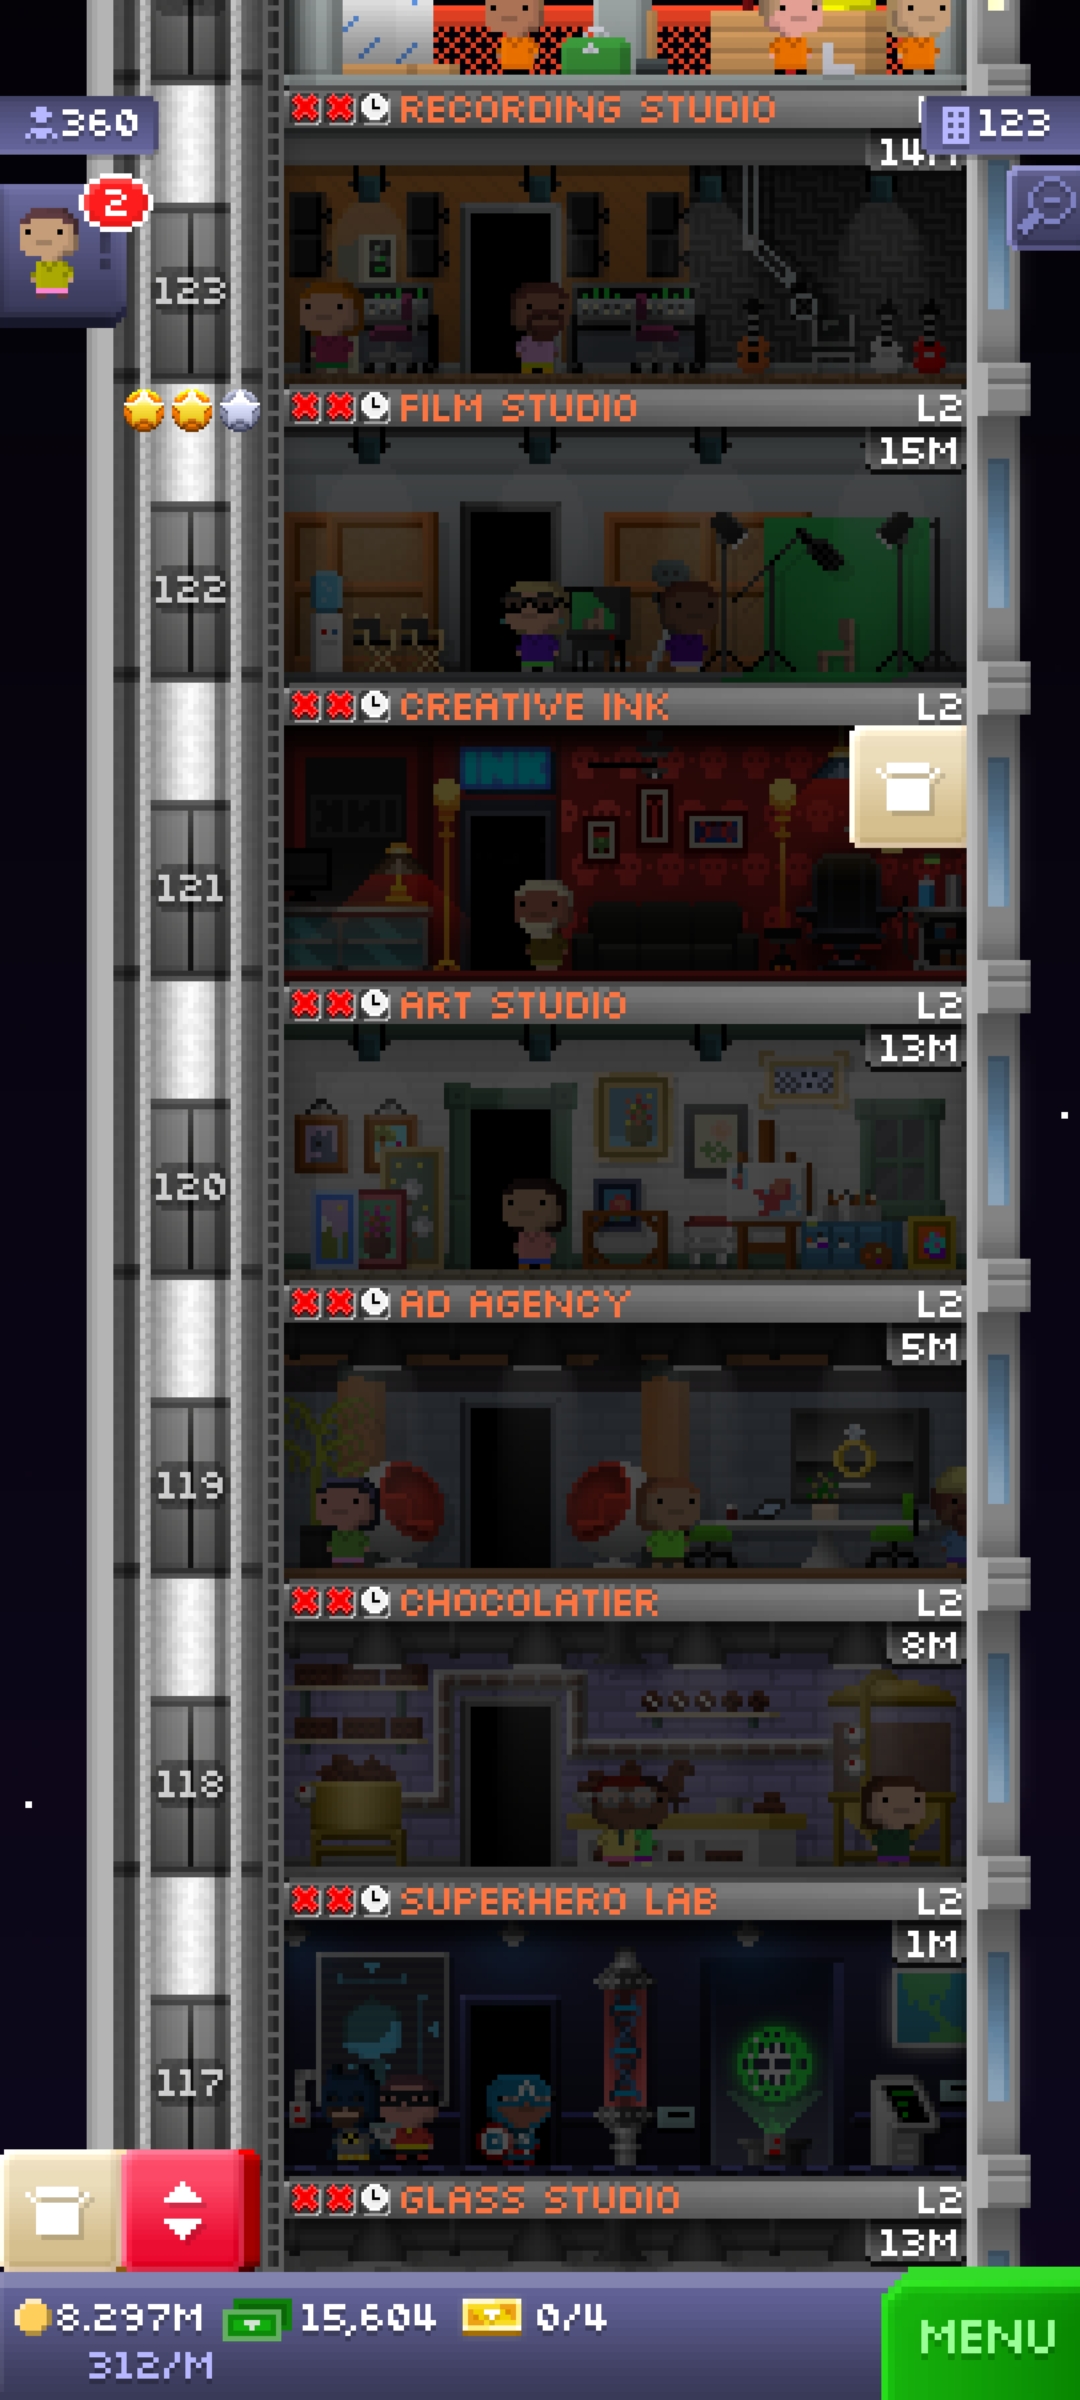 RECORDING STUDIO
360
123
2
123
FILM STUDIO L2
15M
122
CREATIVE INK L2
INK
121
ART STUDIO L2
13M
120
AD AGENCY L2
5M
119
CHOCOLATIER L2
8M
118
SUPERHERO LAB L2
1M
117
GLASS STUDIO L2
13M
8.297M 15,604 0/4
312/M
MENU